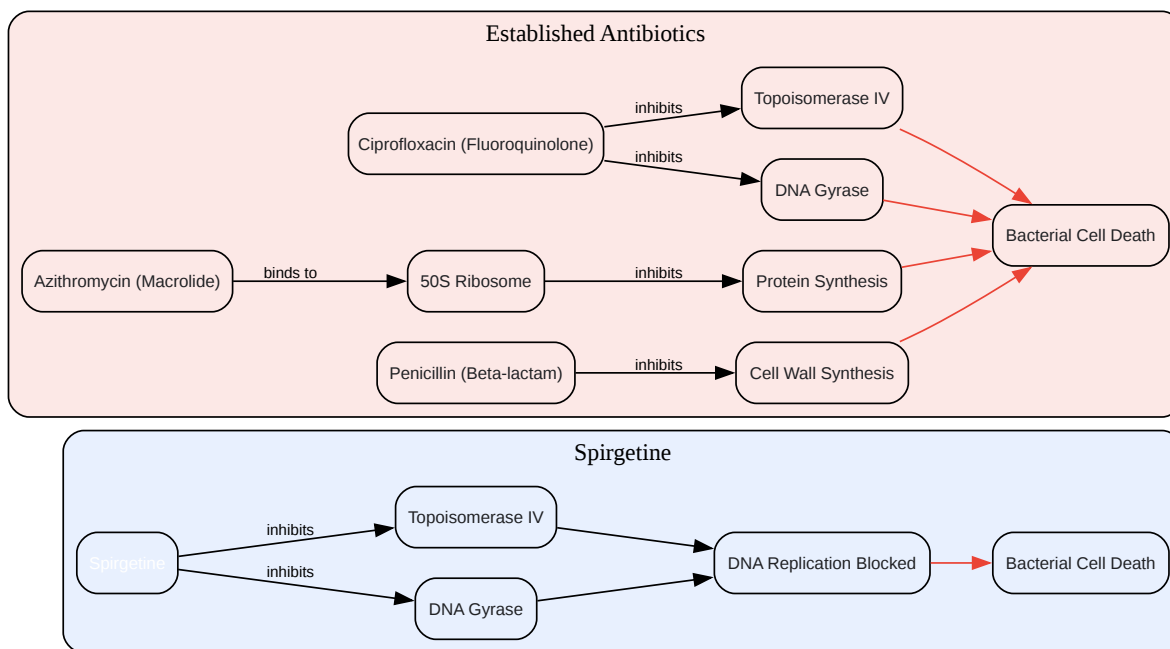 Established Antibiotics
Topoisomerase IV
inhibits
Ciprofloxacin (Fluoroquinolone)
inhibits
DNA Gyrase
Bacterial Cell Death
Azithromycin (Macrolide)
binds to
50S Ribosome
inhibits
Protein Synthesis
Penicillin (Beta-lactam)
inhibits
Cell Wall Synthesis
Spirgetine
Topoisomerase IV
inhibits
Spirgetine
inhibits
DNA Gyrase
DNA Replication Blocked
Bacterial Cell Death